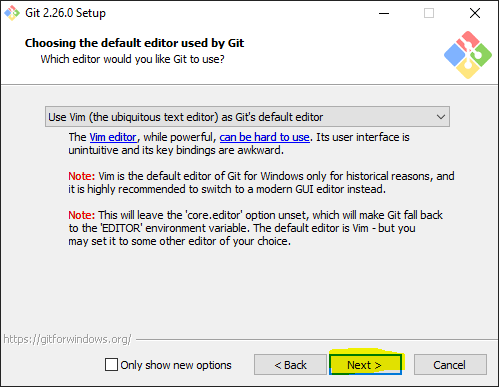 Git 2.26.0 Setup
Choosing the default editor used by Git
Which editor would you like Git to use?
Use Vim (the ubiquitous text editor) as Git's default editor
The Vim editor, while powerful, can be hard to use. Its user interface is
unintuitive and its key bindings are awkward.
Note: Vim is the default editor of Git for Windows only for historical reasons, and
it is highly recommended to switch to a modern GUI editor instead.
Note: This will leave the 'core.editor' option unset, which will make Git fall back
to the 'EDITOR' environment variable. The default editor is Vim - but you
may set it to some other editor of your choice.
https://gitforwindows.org/
Only show new options
< Back
Next >
Cancel